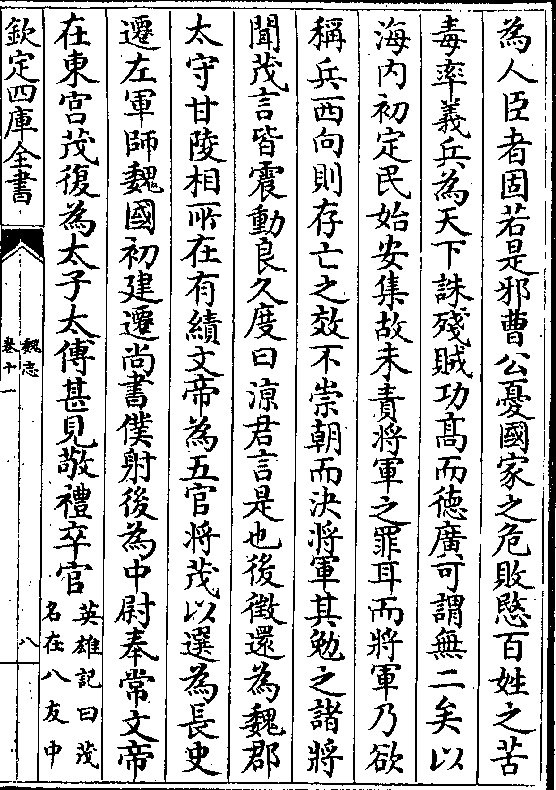 為人臣者固若是邪曹公憂國家之危敗愍百姓之苦
毒率義兵為天下誅殘賊功髙而徳廣可謂無二矣以
海内初定民始安集故未責將軍之罪耳而將軍乃欲
稱兵西向則存亡之效不崇朝而決將軍其勉之諸將
聞茂言皆震動良久度曰凉君言是也後徴還為魏郡
太守甘陵相所在有績文帝為五官将茂以選為長史
遷左軍師魏國初建遷尚書僕射後為中尉奉常文帝
在東宮茂復為太子太傅甚見敬禮卒官
英雄記曰茂
名在八友中
欽定四庫全書
魏志
卷十一
八